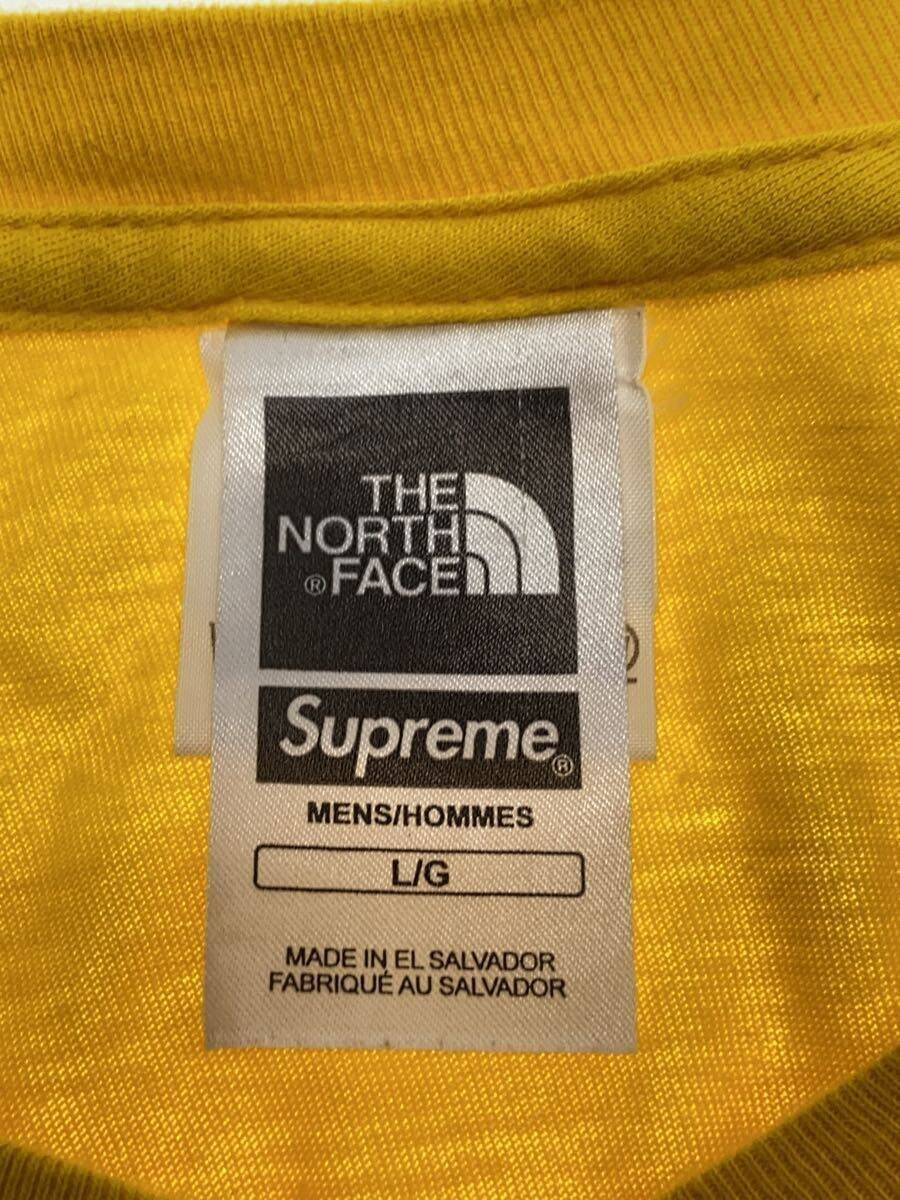 THE
NORTH
® FACE
Supreme®
MENS/HOMMES
L/G
MADE IN EL SALVADOR
FABRIQUÉ AU SALVADOR